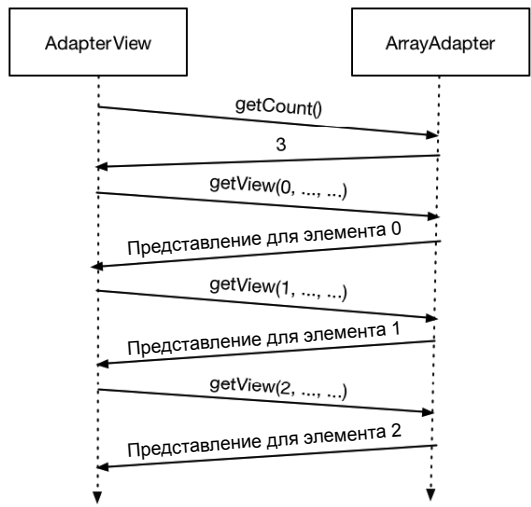 AdapterView
ArrayAdapter
getCount()
3
getView(0, ..., ...)
Представление для элемента 0
getView(1, ..., ...)
Представление для элемента 1
getView(2, ..., ...)
Представление для элемента 2